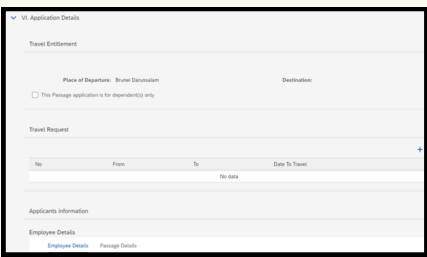 VI. Application Details
Travel Entitlement
Place of Departure: Brunei Darussalam Destination:
This Passage application is for dependent(s) only
Travel Request
+
No From To Date To Travel
No data
Applicants information
Employee Details
Employee Details Passage Details